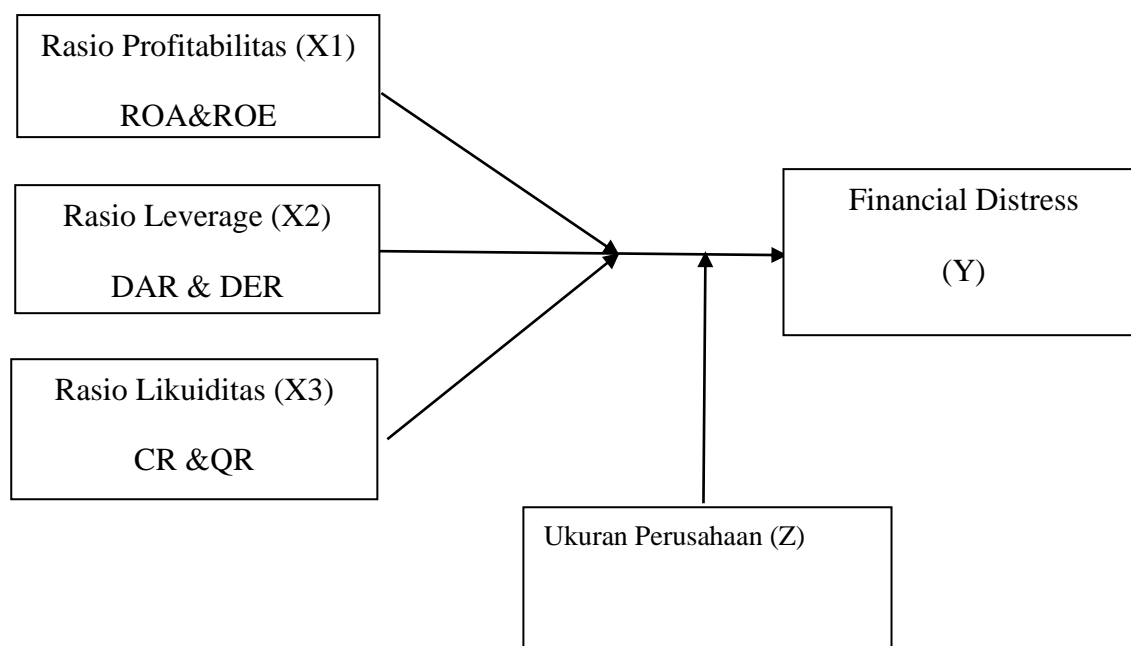 Rasio Profitabilitas (X1)
ROA&ROE
Rasio Leverage (X2)
DAR & DER
Rasio Likuiditas (X3)
CR &QR
Financial Distress
(Y)
Ukuran Perusahaan (Z)